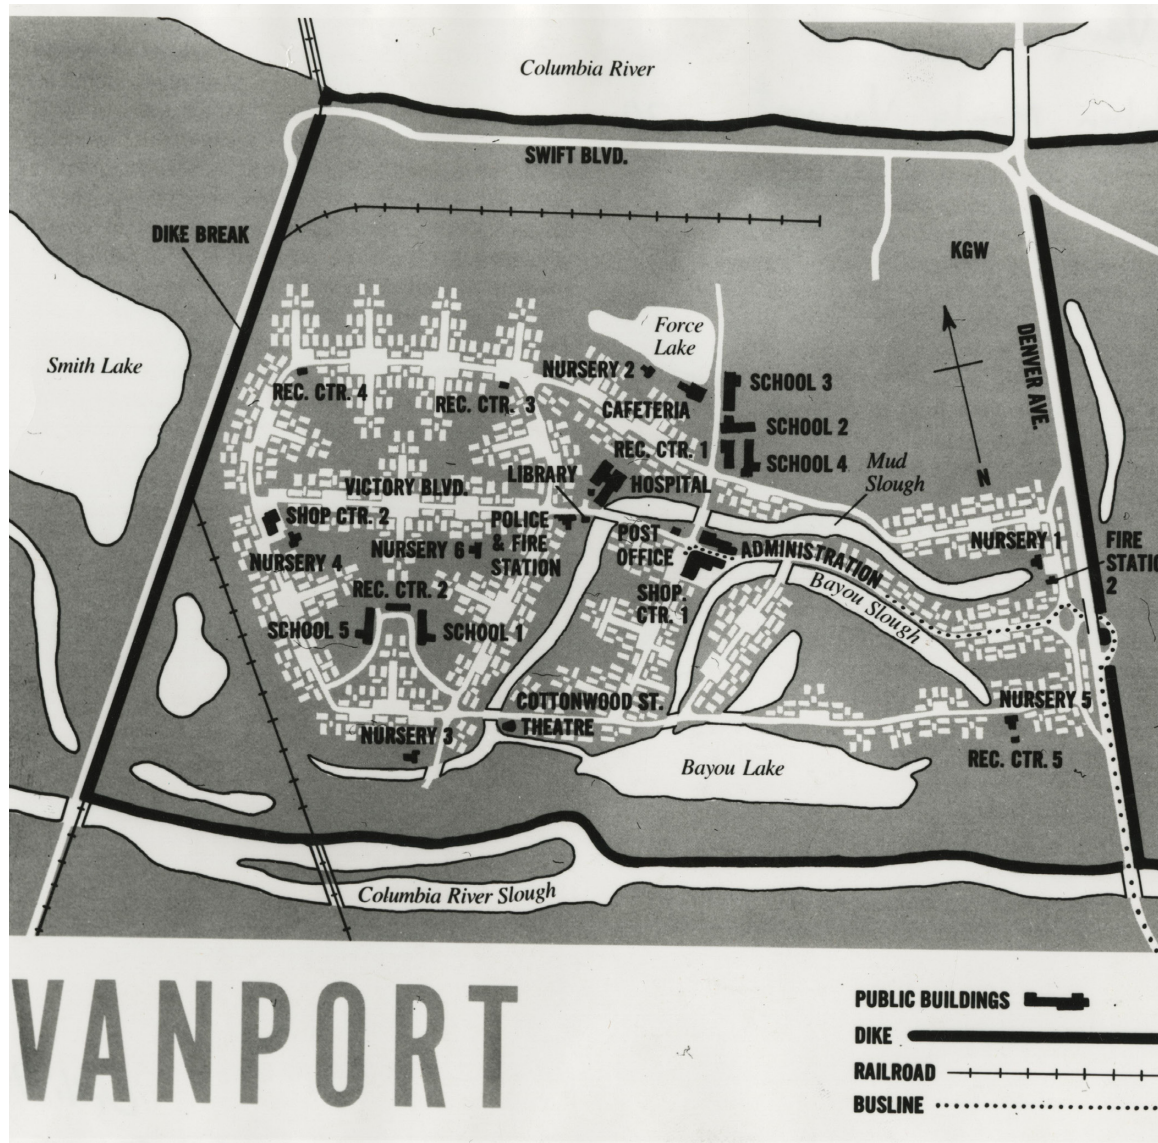 Columbia River
SWIFT BLVD.
DIKE BREAK
KGW
Smith Lake
Force
Lake
DENVER AVE.
NURSERY 2
REC. CTR. 4
REC. CTR. 3
SCHOOL 3
CAFETERIA
SCHOOL 2
REC. CTR. 1
SCHOOL 4
Mud
Slough
LIBRARY
HOSPITAL
N
VICTORY BLVD.
SHOP CTR. 2
POLICE
& FIRE
STATION
POST
OFFICE
ADMINISTRATION
NURSERY 1
FIRE
STATIO
2
NURSERY 4
NURSERY 6
SHOP.
CTR. 1
Bayou Slough
REC. CTR. 2
SCHOOL 5
SCHOOL 1
COTTONWOOD ST.
THEATRE
NURSERY 5
NURSERY 3
REC. CTR. 5
Bayou Lake
Columbia River Slough
VANPORT
PUBLIC BUILDINGS
DIKE
RAILROAD
BUSLINE